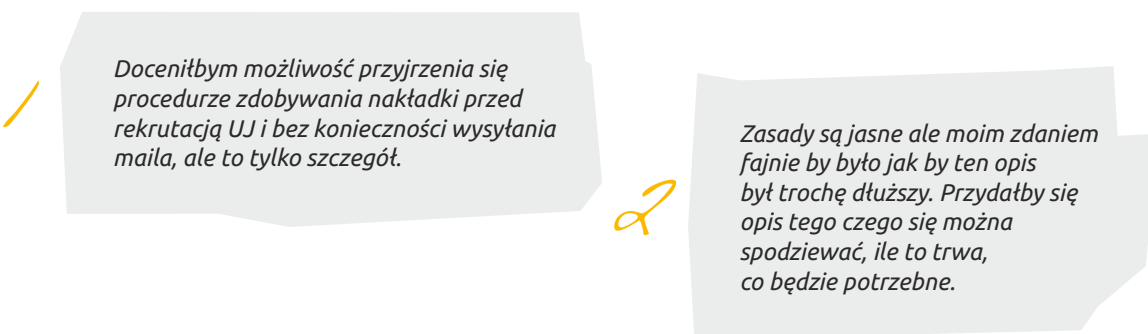 1
Doceniłbym możliwość przyjrzenia się
procedurze zdobywania nakładki przed
rekrutacją UJ i bez konieczności wysyłania
maila, ale to tylko szczegół.
2
Zasady są jasne ale moim zdaniem
fajnie by było jak by ten opis
był trochę dłuższy. Przydałby się
opis tego czego się można
spodziewać, ile to trwa,
co będzie potrzebne.